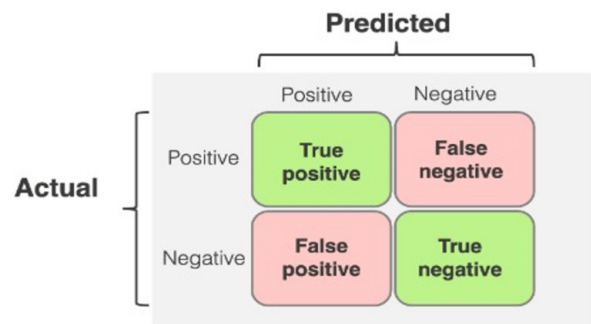 Predicted
Positive Negative
Actual
Positive
True
positive
False
negative
Negative
False
positive
True
negative